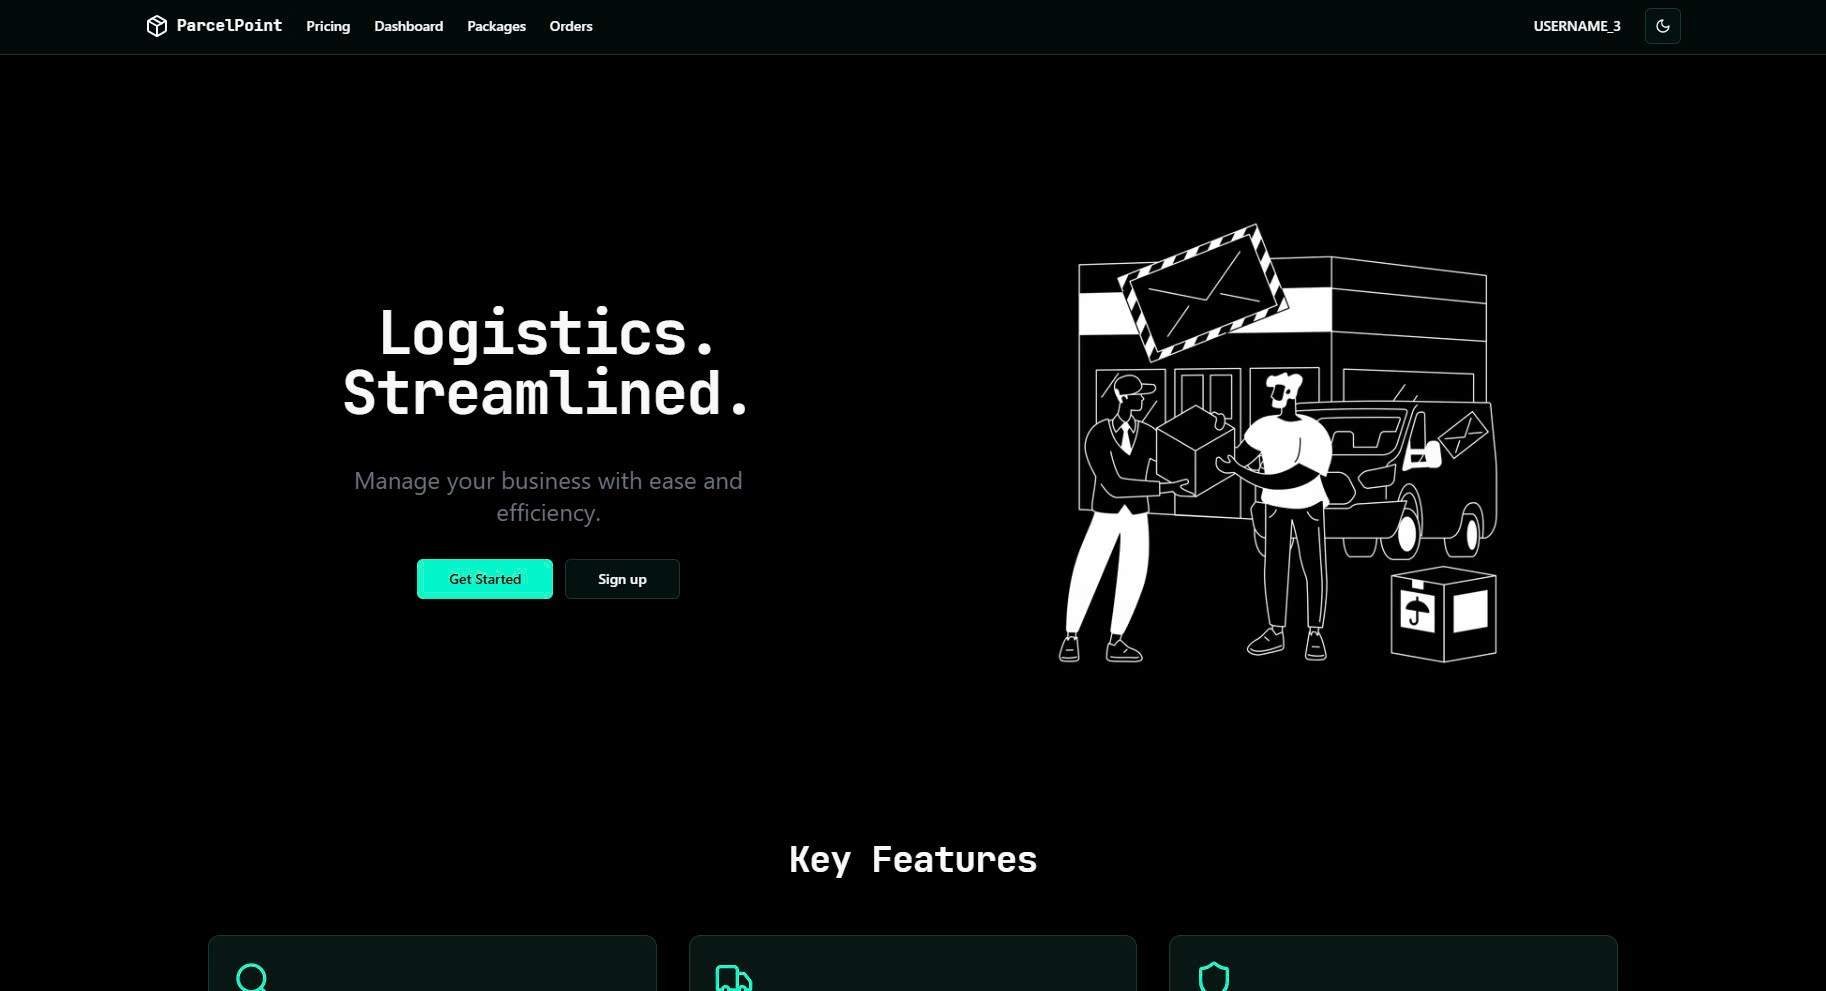 ParcelPoint Pricing Dashboard Packages Orders USERNAME_3
Logistics.
Streamlined.
Manage your business with ease and
efficiency.
Get Started Sign up
Key Features